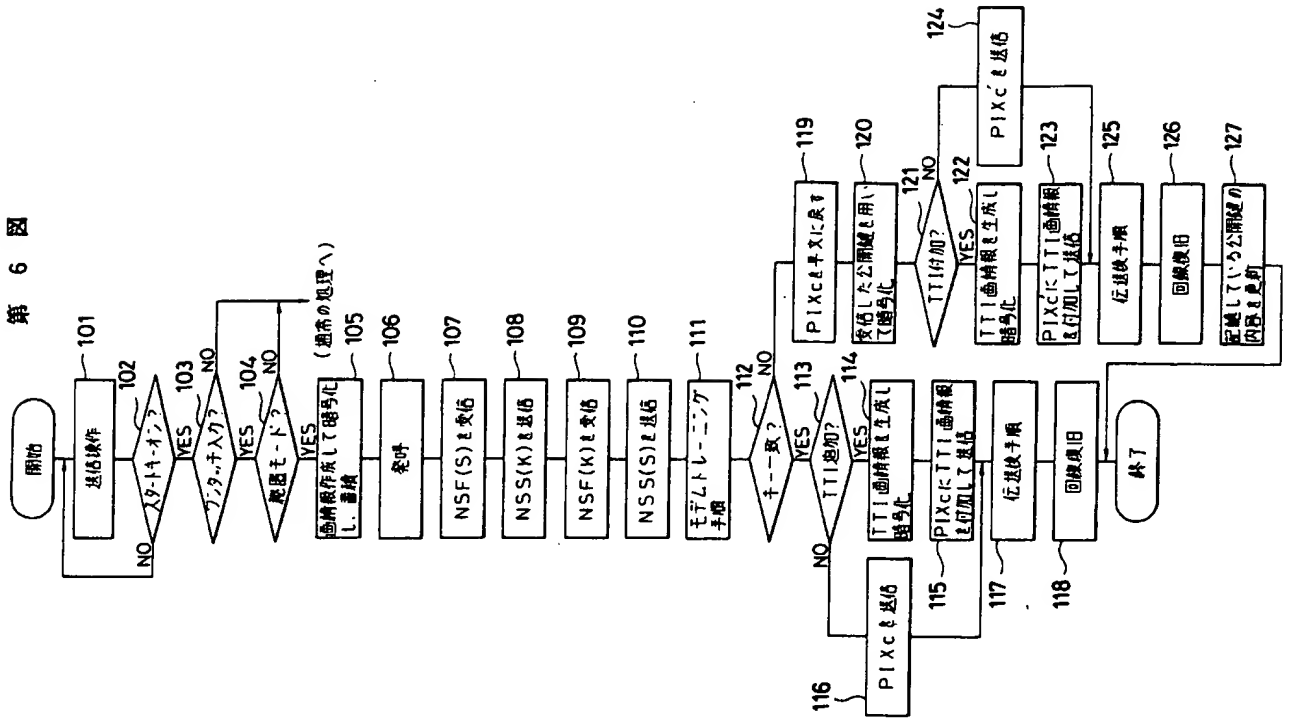 第 6 図
開始
送信操作
101
スタートキーオン?
102
NO
YES
ワンタッチ入力?
103
NO
YES
範囲モード?
104
NO
YES
(通常の処理へ)
画情報作成して暗号化
し、蓄積
105
発呼
106
NSF(S)を受信
107
NSS(K)を送信
108
NSF(K)を受信
109
NSS(S)を送信
110
モデムトレーニング
手順
111
キー一致?
112
NO
YES
TTI追加?
113
NO
YES
TTI画情報を生成し
暗号化
114
PIXcにTTI画情報
を付加して送信
115
PIXcを送信
116
伝送後手順
117
回線復旧
118
終了
PIXcを平文に戻す
119
受信した公開鍵を用い
て暗号化
120
TTI付加?
121
NO
YES
TTI画情報を生成し
暗号化
122
PIXc'にTTI画情報
を付加して送信
123
PIXc'を送信
124
伝送後手順
125
回線復旧
126
記憶している公開鍵の
内容を更新
127